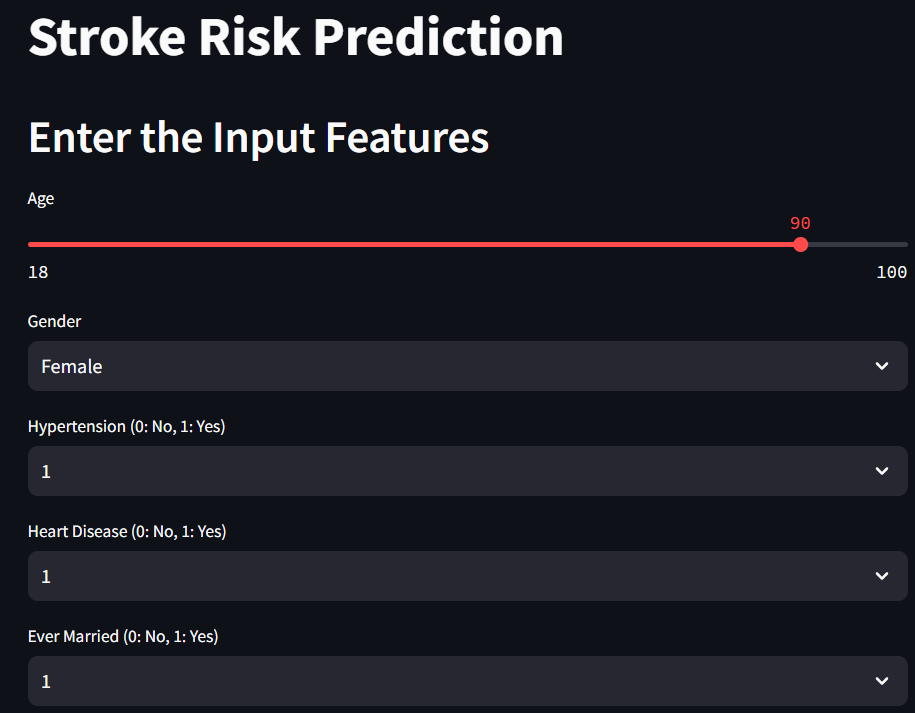 Stroke Risk Prediction
Enter the Input Features
Age
90
18 100
Gender
Female
Hypertension (0: No, 1: Yes)
1
Heart Disease (0: No, 1: Yes)
1
Ever Married (0: No, 1: Yes)
1